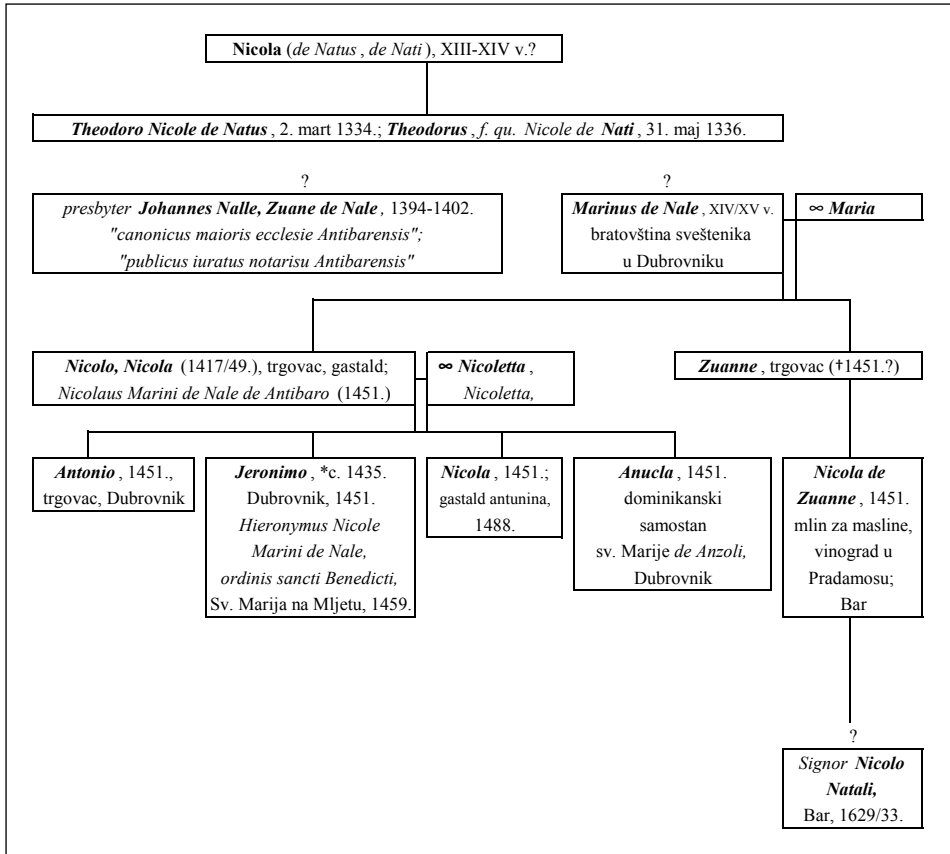 Nicola (de Natus, de Nati), XIII-XIV v.?
Theodoro Nicole de Natus, 2. mart 1334.; Theodorus, f. qu. Nicole de Nati, 31. maj 1336.
?
presbyter Johannes Nalle, Zuane de Nale, 1394-1402.
"canonicus maioris ecclesie Antibarensis";
"publicus iuratus notarisu Antibarensis"
?
Marinus de Nale, XIV/XV v.
bratovština sveštenika
u Dubrovniku
∞ Maria
Nicolo, Nicola (1417/49.), trgovac, gastald;
Nicolaus Marini de Nale de Antibaro (1451.)
∞ Nicoletta,
Nicoletta,
Zuanne, trgovac (†1451.?)
Antonio, 1451.,
trgovac, Dubrovnik
Jeronimo, *c. 1435.
Dubrovnik, 1451.
Hieronymus Nicole
Marini de Nale,
ordinis sancti Benedicti,
Sv. Marija na Mljetu, 1459.
Nicola, 1451.;
gastald antunina,
1488.
Anucla, 1451.
dominikanski
samostan
sv. Marije de Anzoli,
Dubrovnik
Nicola de
Zuanne, 1451.
mlin za masline,
vinograd u
Pradamosu;
Bar
?
Signor Nicolo
Natali,
Bar, 1629/33.